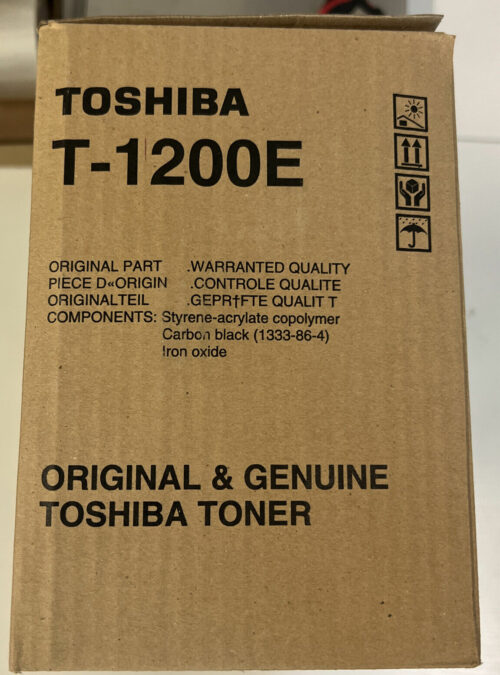 TOSHIBA
T-1200E
ORIGINAL PART .WARRANTED QUALITY
PIECE D«ORIGIN .CONTROLE QUALITE
ORIGINALTEIL .GEPR†FTE QUALIT T
COMPONENTS: Styrene-acrylate copolymer
Carbon black (1333-86-4)
Iron oxide
ORIGINAL & GENUINE
TOSHIBA TONER